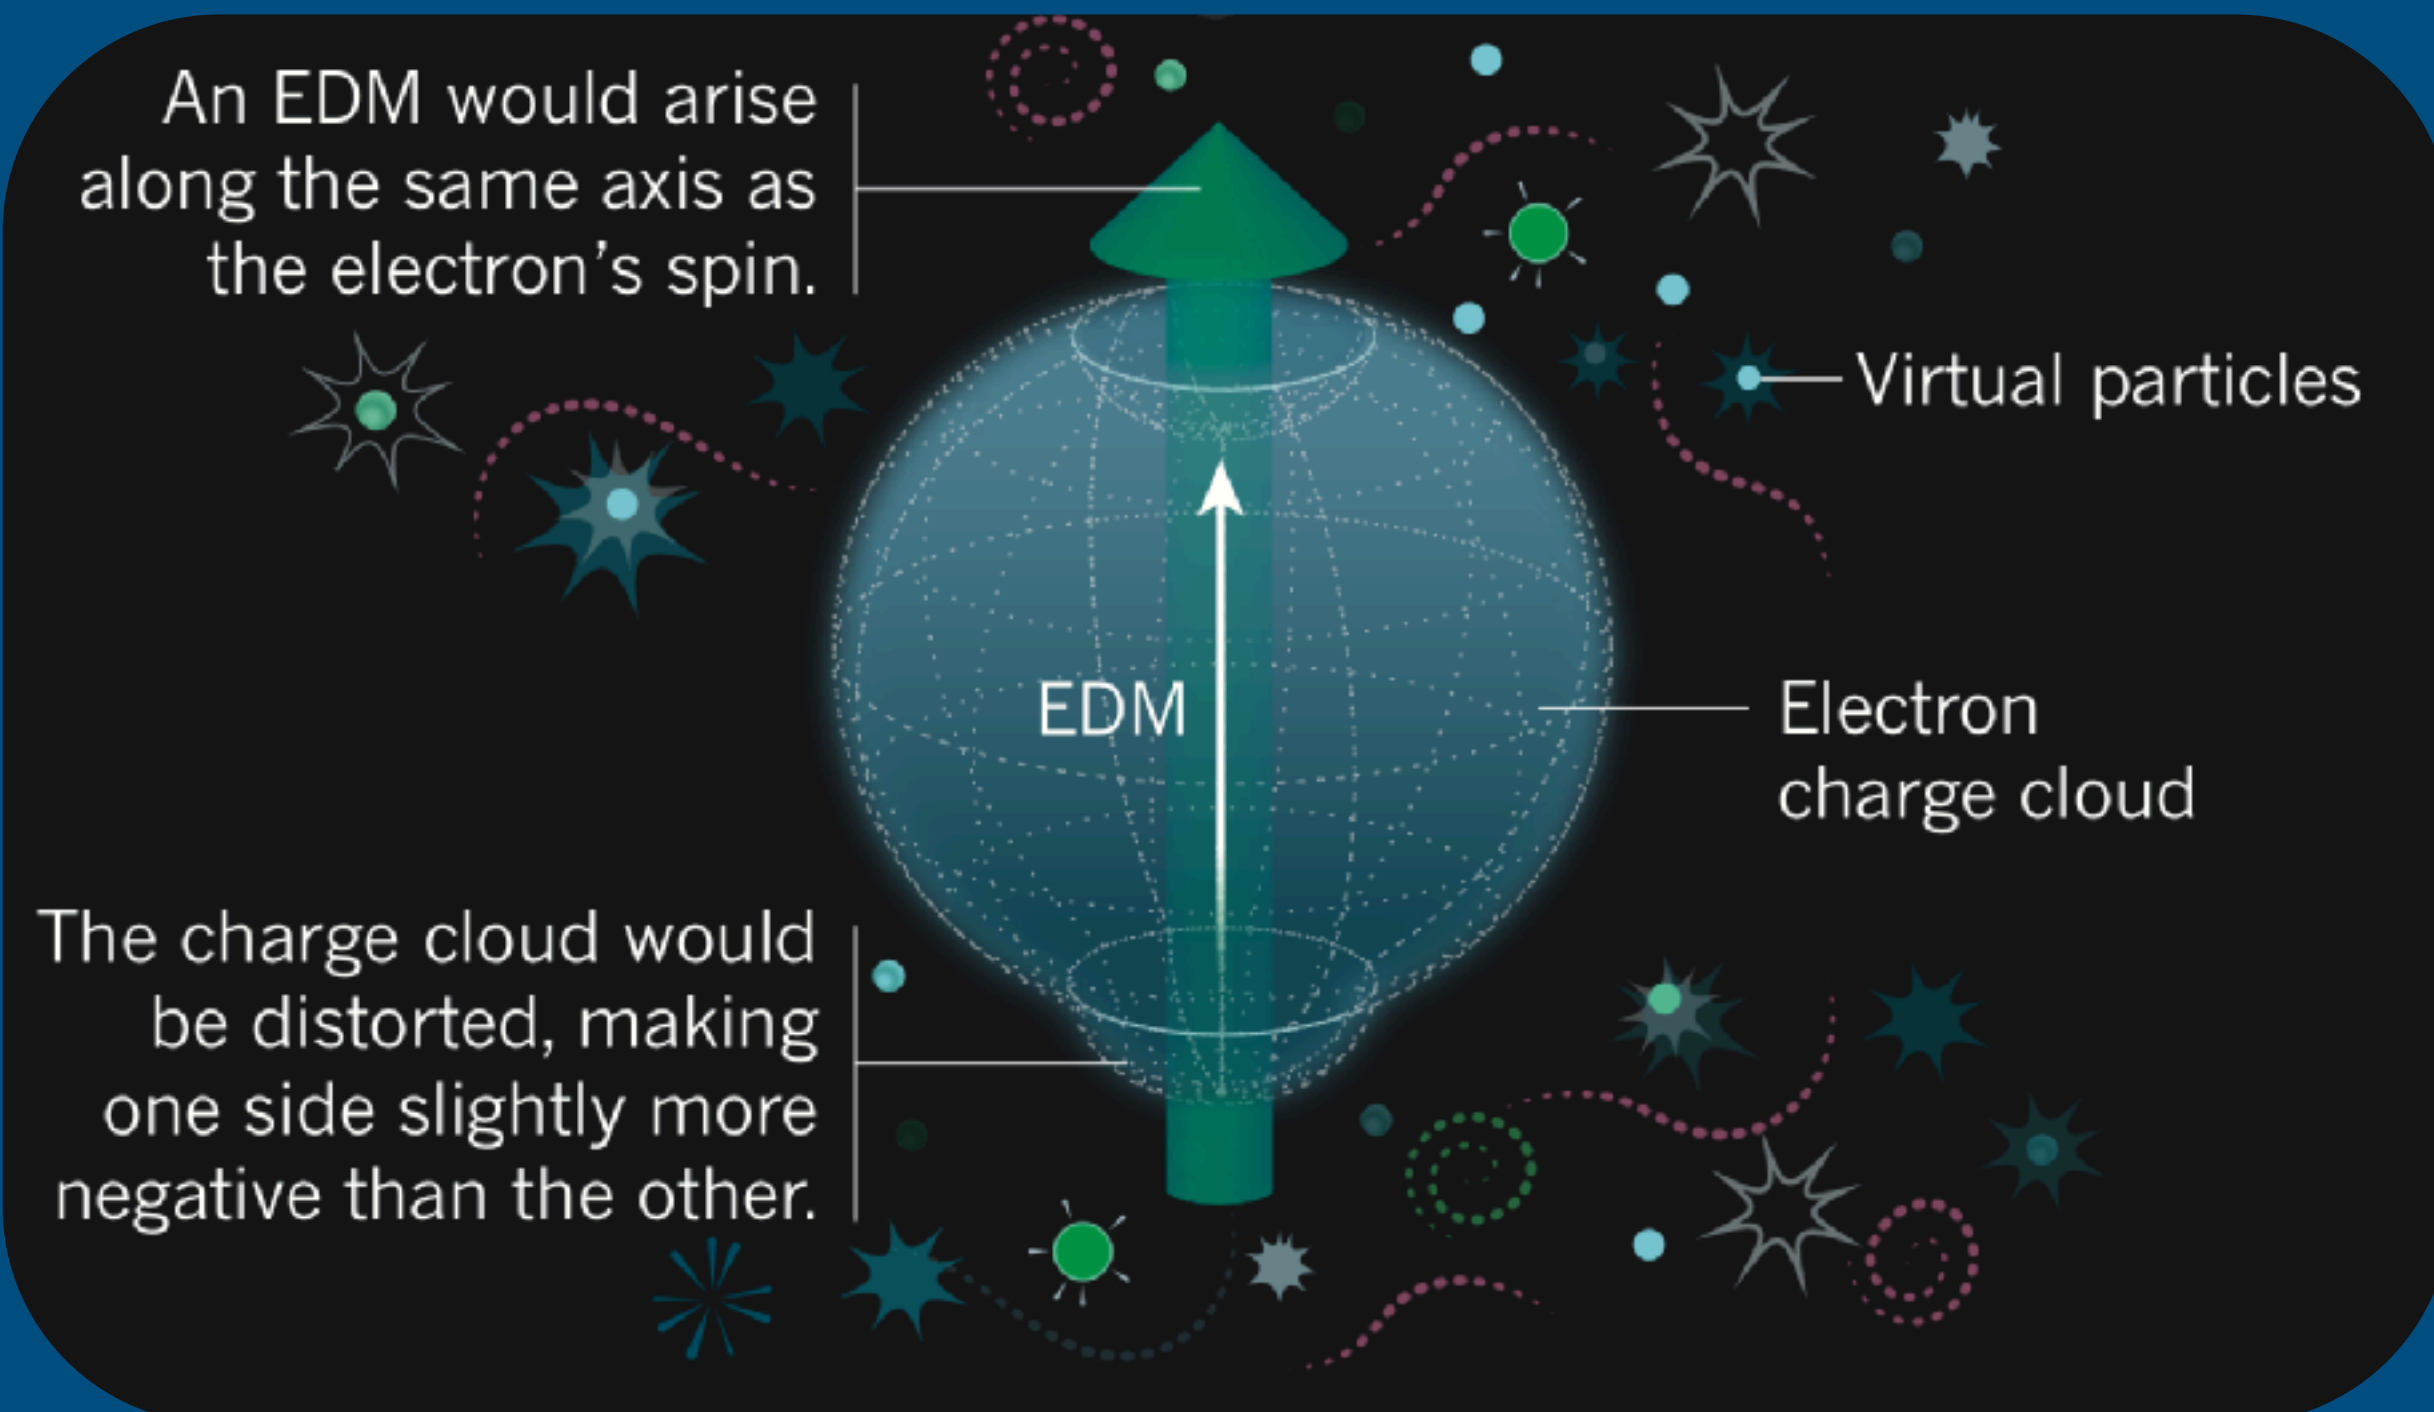 An EDM would arise
along the same axis as
the electron’s spin.
Virtual particles
EDM
Electron
charge cloud
The charge cloud would
be distorted, making
one side slightly more
negative than the other.